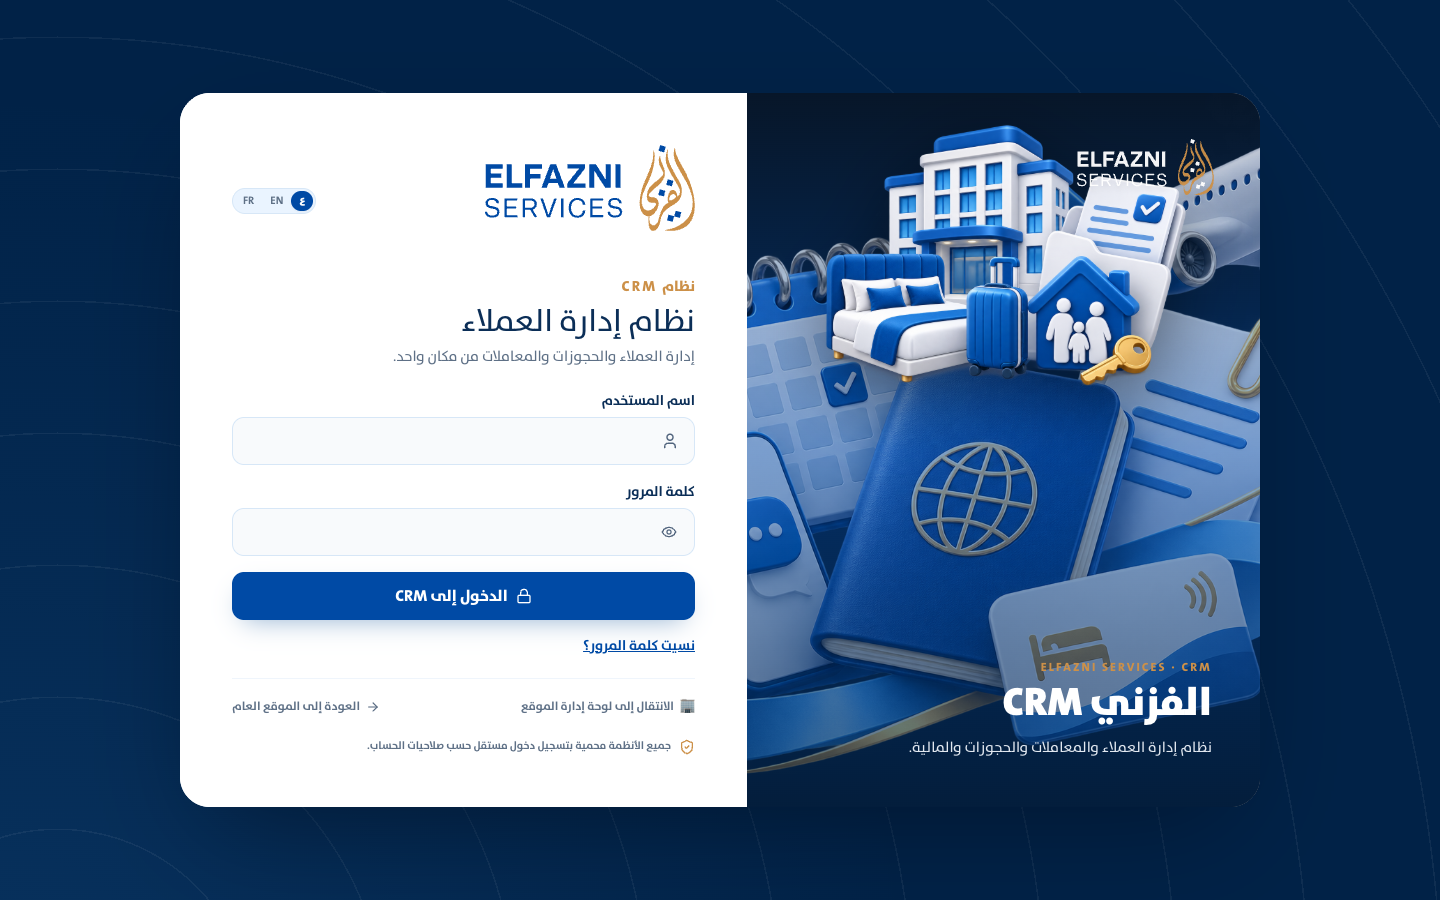 ELFAZNI
SERVICES
FR EN ع
نظام CRM
نظام إدارة العملاء
إدارة العملاء والحجوزات والمعاملات من مكان واحد.
اسم المستخدم
كلمة المرور
الدخول إلى CRM
نسيت كلمة المرور؟
الانتقال إلى لوحة إدارة الموقع
العودة إلى الموقع العام
جميع الأنظمة محمية بتسجيل دخول مستقل حسب صلاحيات الحساب.
ELFAZNI
SERVICES
ELFAZNI SERVICES · CRM
الفزني CRM
نظام إدارة العملاء والمعاملات والحجوزات والمالية.